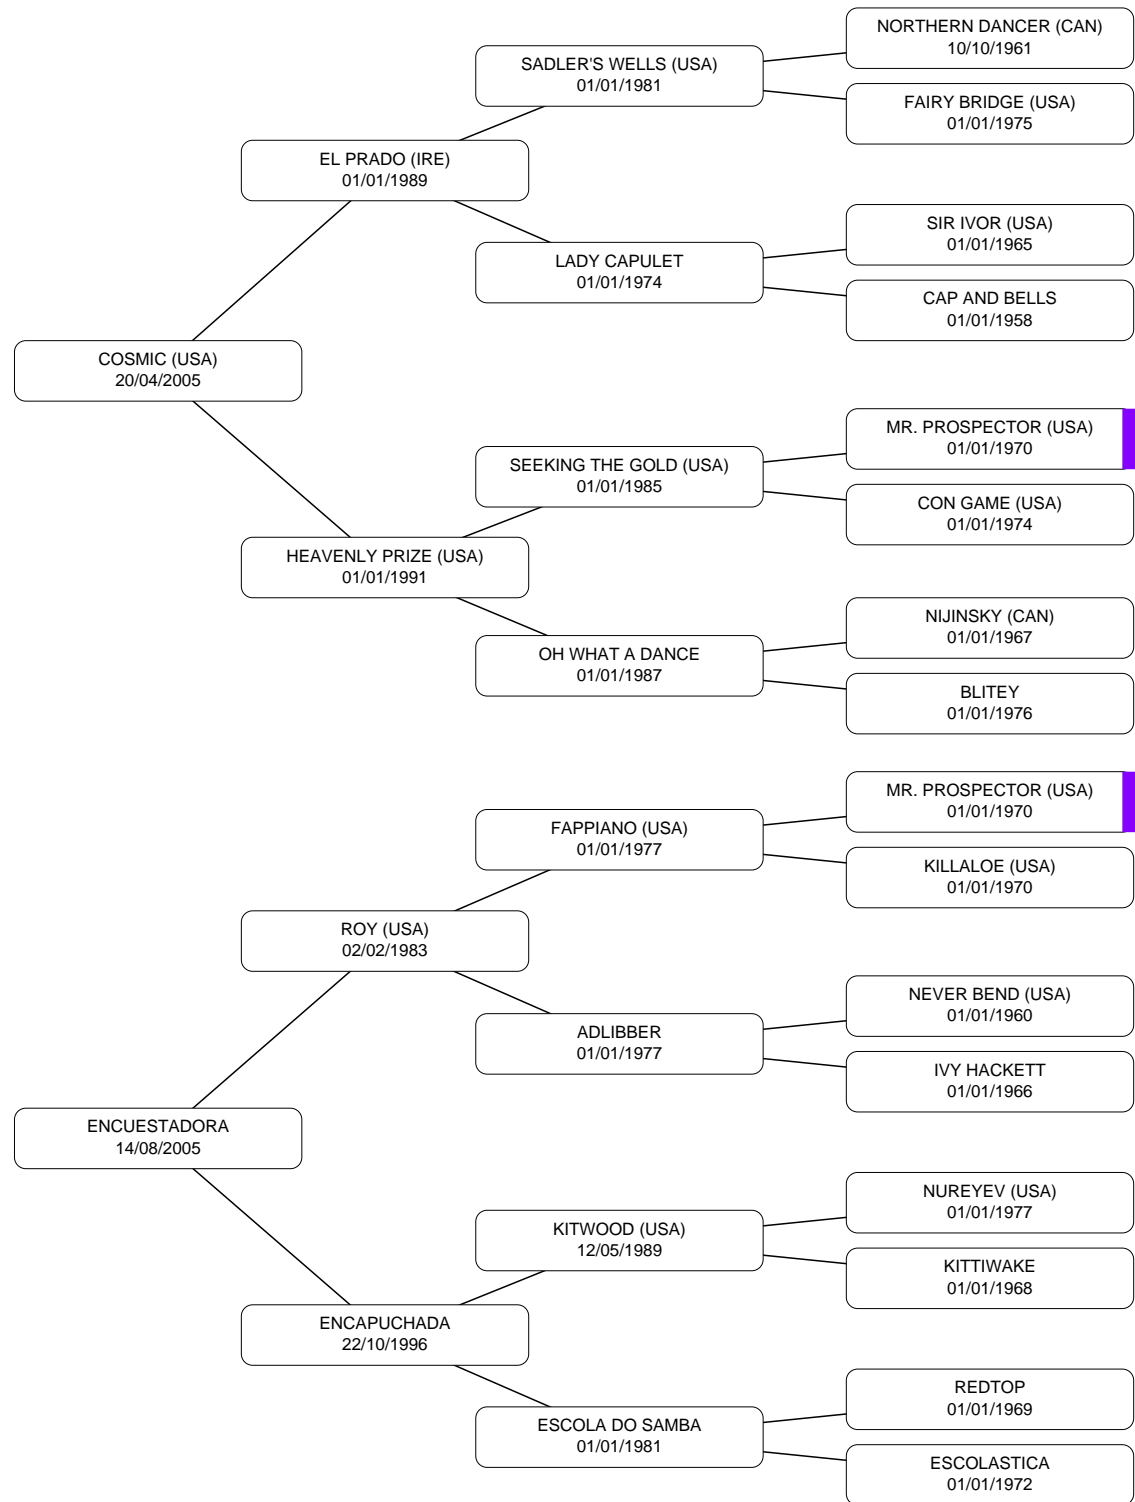 NORTHERN DANCER (CAN)
10/10/1961
SADLER'S WELLS (USA)
01/01/1981
FAIRY BRIDGE (USA)
01/01/1975
EL PRADO (IRE)
01/01/1989
SIR IVOR (USA)
01/01/1965
LADY CAPULET
01/01/1974
CAP AND BELLS
01/01/1958
COSMIC (USA)
20/04/2005
MR. PROSPECTOR (USA)
01/01/1970
SEEKING THE GOLD (USA)
01/01/1985
CON GAME (USA)
01/01/1974
HEAVENLY PRIZE (USA)
01/01/1991
NIJINSKY (CAN)
01/01/1967
OH WHAT A DANCE
01/01/1987
BLITEY
01/01/1976
MR. PROSPECTOR (USA)
01/01/1970
FAPPIANO (USA)
01/01/1977
KILLALOE (USA)
01/01/1970
ROY (USA)
02/02/1983
NEVER BEND (USA)
01/01/1960
ADLIBBER
01/01/1977
IVY HACKETT
01/01/1966
ENCUESTADORA
14/08/2005
NUREYEV (USA)
01/01/1977
KITWOOD (USA)
12/05/1989
KITTIWAKE
01/01/1968
ENCAPUCHADA
22/10/1996
REDTOP
01/01/1969
ESCOLA DO SAMBA
01/01/1981
ESCOLASTICA
01/01/1972